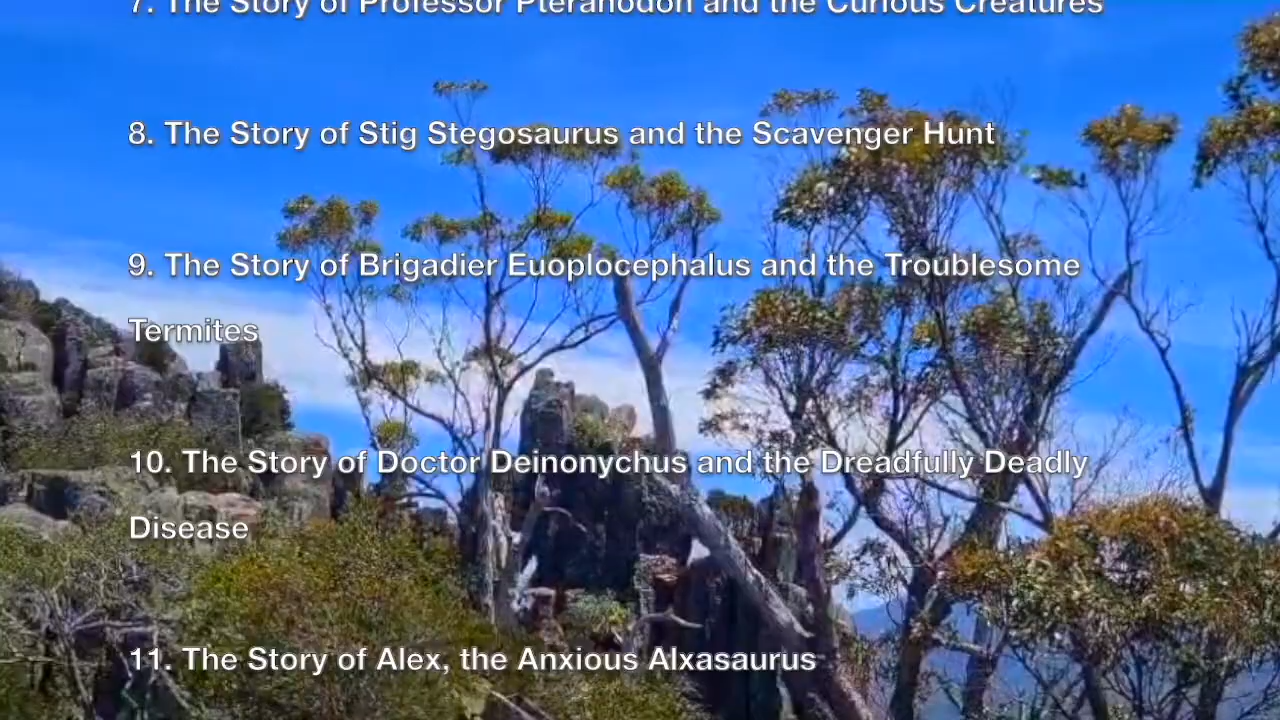 7. The Story of Professor Pteranodon and the Curious Creatures
8. The Story of Stig Stegosaurus and the Scavenger Hunt
9. The Story of Brigadier Euoplocephalus and the Troublesome
Termites
10. The Story of Doctor Deinonychus and the Dreadfully Deadly
Disease
11. The Story of Alex, the Anxious Alxasaurus